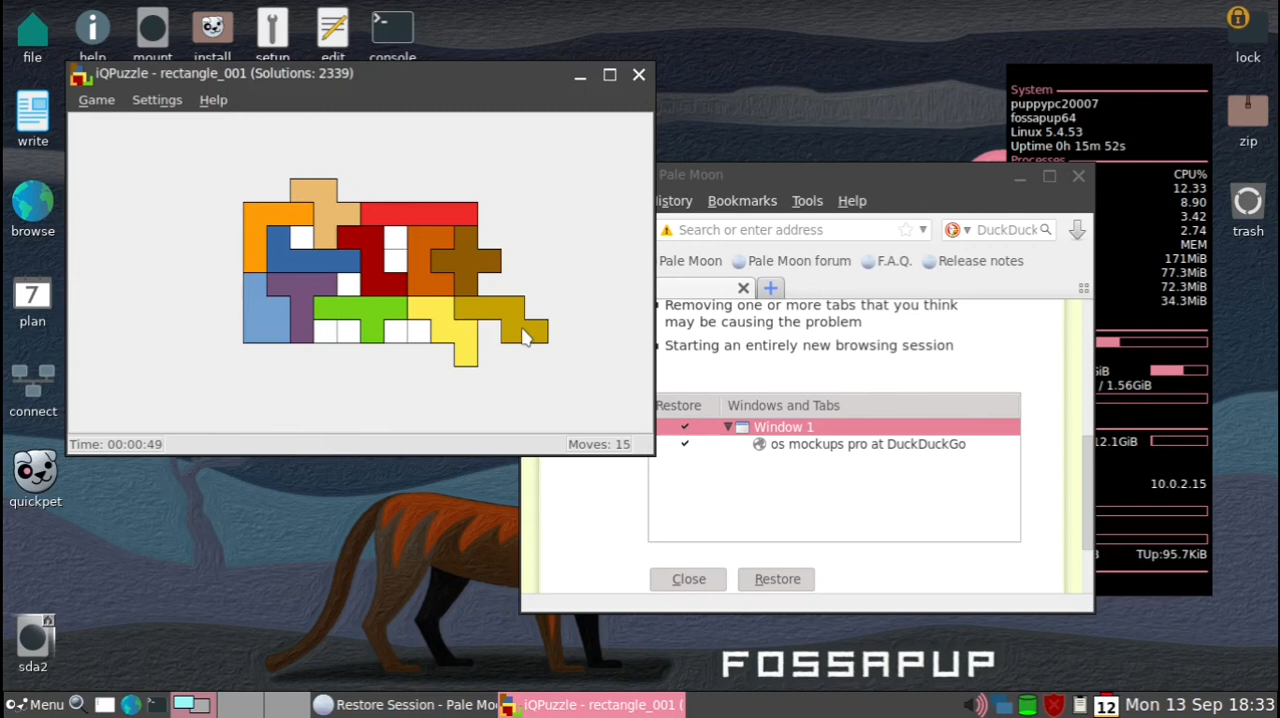 file
help
mount
install
setup
edit
console
lock
iQPuzzle - rectangle_001 (Solutions: 2339)
Game Settings Help
System
puppypc20007
fossapup64
Linux 5.4.53
Uptime 0h 15m 52s
Processes
CPU%
12.33
8.90
3.42
2.74
MEM
171MiB
77.3MiB
72.3MiB
34.3MiB
write
zip
browse
trash
Pale Moon
istory Bookmarks Tools Help
Search or enter address
DuckDuck
Pale Moon Pale Moon forum F.A.Q. Release notes
7
plan
Removing one or more tabs that you think
may be causing the problem
Starting an entirely new browsing session
/ 1.56GiB
connect
Restore Windows and Tabs
Window 1
os mockups pro at DuckDuckGo
12.1GiB
Time: 00:00:49 Moves: 15
quickpet
10.0.2.15
TUp:95.7KiB
Close Restore
sda2
FOSSAPUP
Menu
Restore Session - Pale Mo
iQPuzzle - rectangle_001 (
12
Mon 13 Sep 18:33